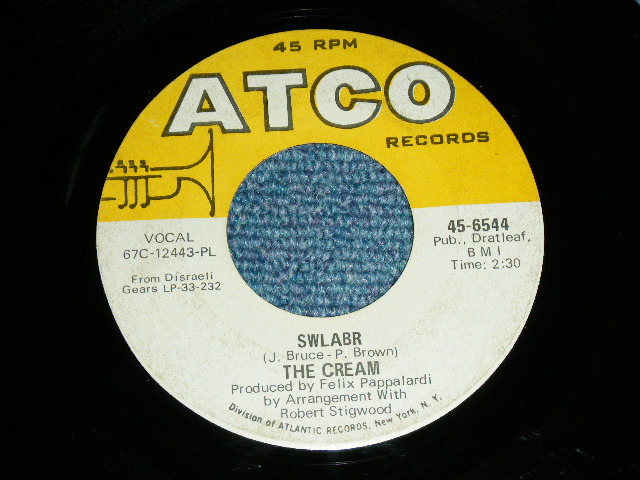 45 RPM
ATCO
RECORDS
VOCAL
67C-12443-PL
From Disraeli
Gears LP-33-232
45-6544
Pub., Dratleaf,
B M I
Time: 2:30
SWLABR
(J. Bruce - P. Brown)
THE CREAM
Produced by Felix Pappalardi
by Arrangement With
Robert Stigwood
Division of ATLANTIC RECORDS, New York, N. Y.